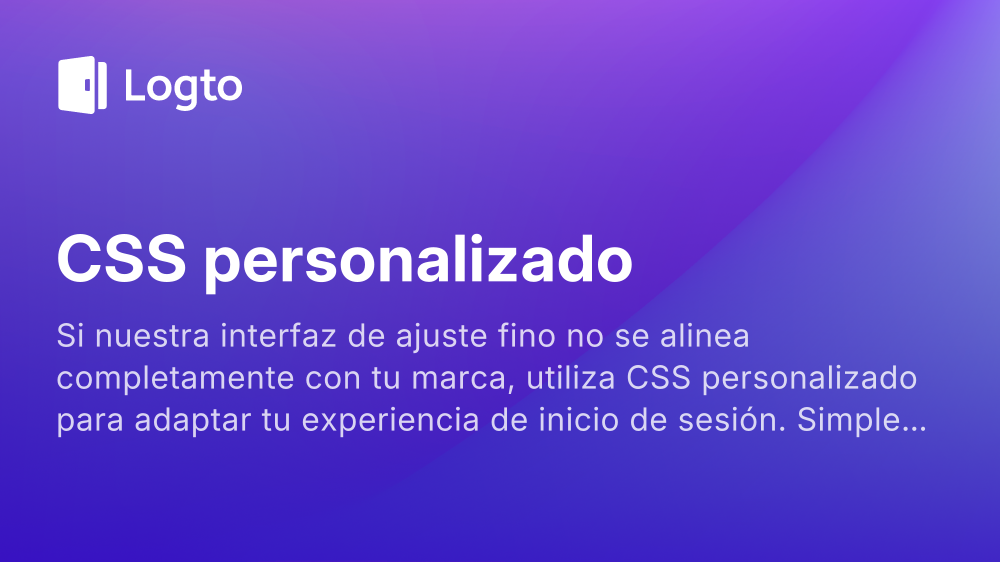 Logto
CSS personalizado
Si nuestra interfaz de ajuste fino no se alinea
completamente con tu marca, utiliza CSS personalizado
para adaptar tu experiencia de inicio de sesión. Simple...